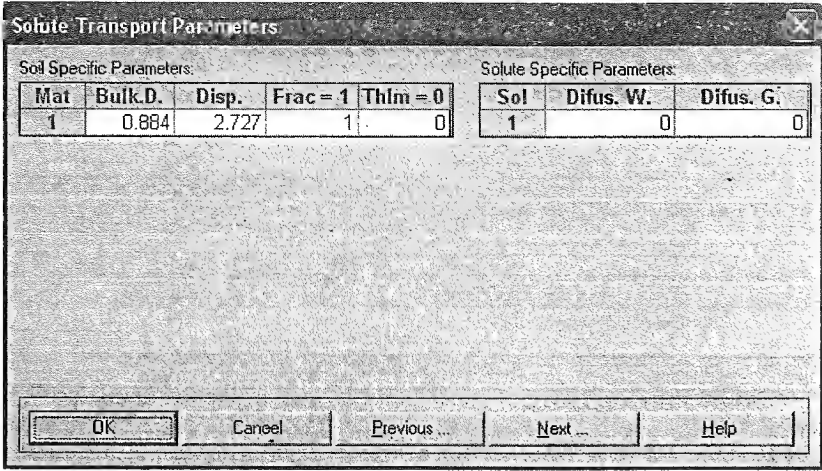 Solute Transport Parameters
Soil Specific Parameters:
Mat Bulk.D. Disp. Frac = 1 ThIm = 0
1 0.884 2.727 1 0
Solute Specific Parameters:
Sol Difus. W. Difus. G.
1 0 0
OK Cancel Previous ... Next ... Help